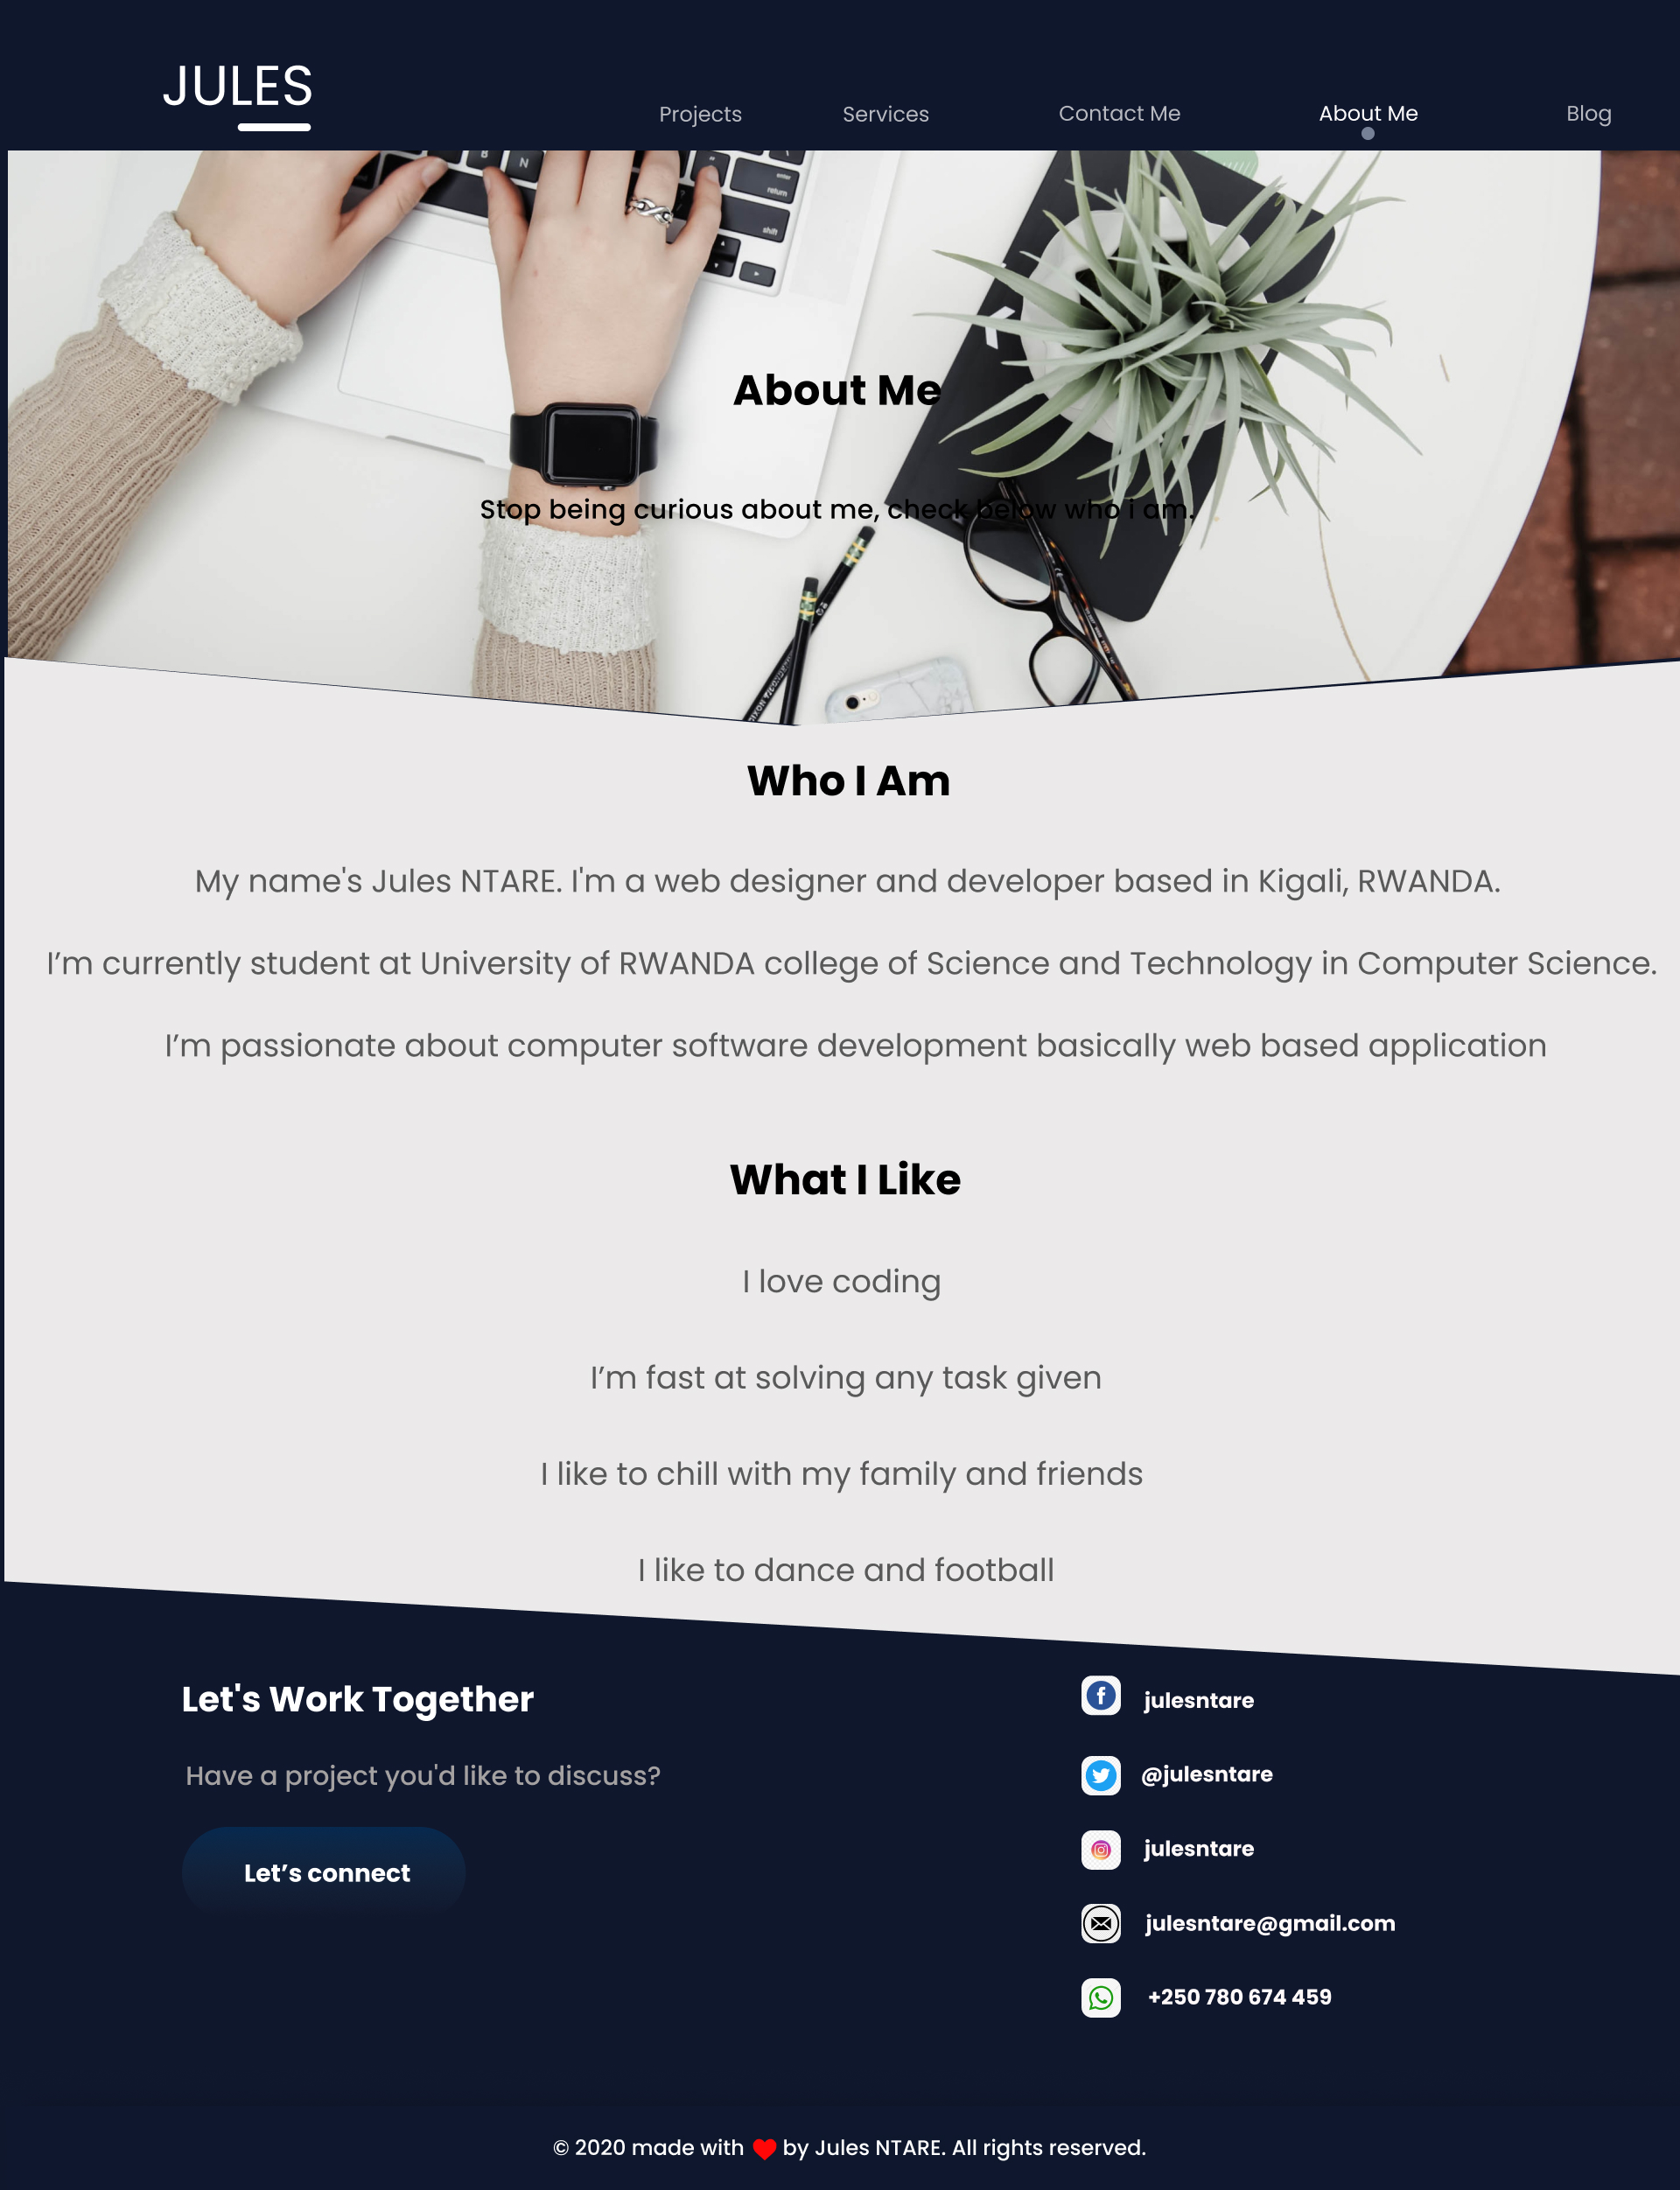 JULES
Projects Services Contact Me About Me Blog
B N
enter
return
shift
About Me
Stop being curious about me, check below who i am.
Who I Am
My name's Jules NTARE. I'm a web designer and developer based in Kigali, RWANDA.
I’m currently student at University of RWANDA college of Science and Technology in Computer Science.
I’m passionate about computer software development basically web based application
What I Like
I love coding
I’m fast at solving any task given
I like to chill with my family and friends
I like to dance and football
Let's Work Together
Have a project you'd like to discuss?
Let’s connect
julesntare
@julesntare
julesntare
julesntare@gmail.com
+250 780 674 459
© 2020 made with ❤ by Jules NTARE. All rights reserved.